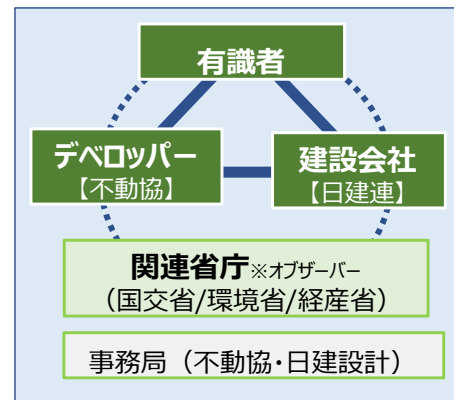 有識者
デベロッパー
【不動協】
建設会社
【日建連】
関連省庁※オブザーバー
（国交省/環境省/経産省）
事務局（不動協・日建設計）